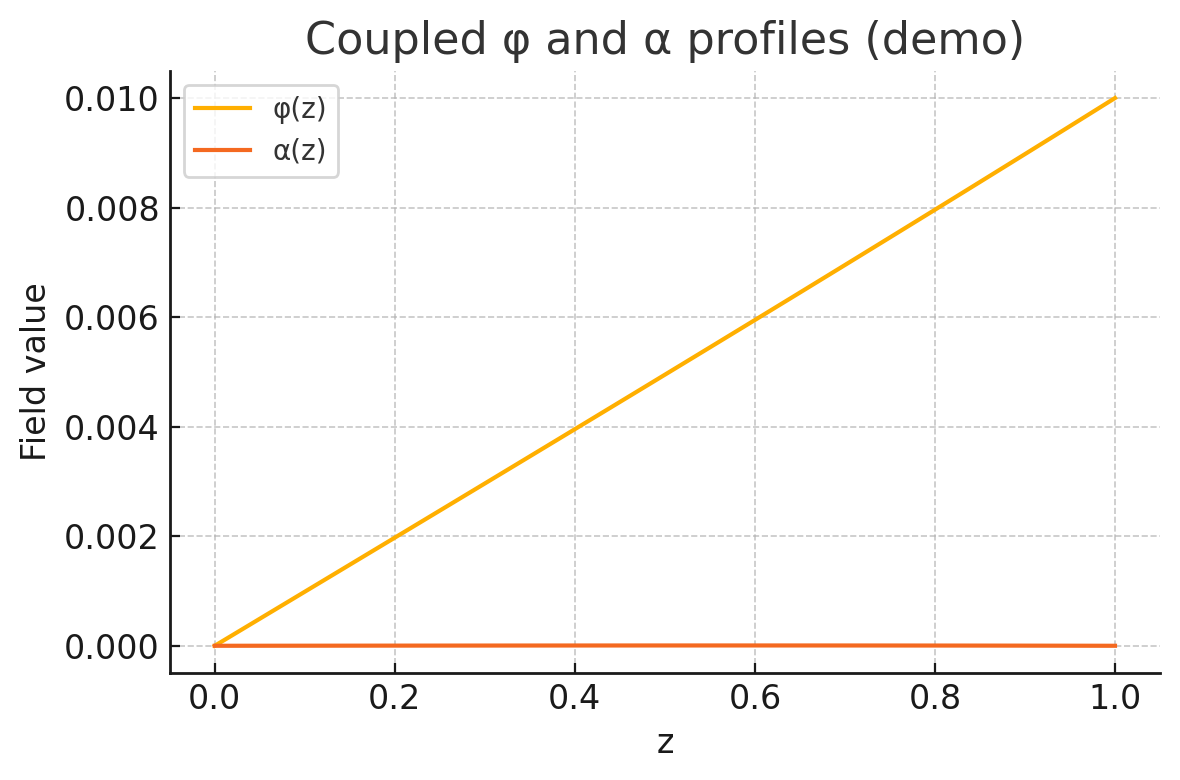 Coupled φ and α profiles (demo)
φ(z)
α(z)
Field value
0.010
0.008
0.006
0.004
0.002
0.000
0.0 0.2 0.4 0.6 0.8 1.0
z